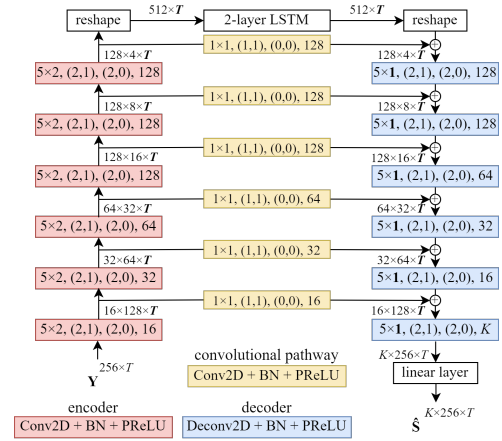 reshape 512×T 2-layer LSTM 512×T reshape
1×1, (1,1), (0,0), 128
128×4×T 128×4×T
5×2, (2,1), (2,0), 128 5×1, (2,1), (2,0), 128
1×1, (1,1), (0,0), 128
128×8×T 128×8×T
5×2, (2,1), (2,0), 128 5×1, (2,1), (2,0), 128
1×1, (1,1), (0,0), 128
128×16×T 128×16×T
5×2, (2,1), (2,0), 128 5×1, (2,1), (2,0), 64
1×1, (1,1), (0,0), 64
64×32×T 64×32×T
5×2, (2,1), (2,0), 64 5×1, (2,1), (2,0), 32
1×1, (1,1), (0,0), 32
32×64×T 32×64×T
5×2, (2,1), (2,0), 32 5×1, (2,1), (2,0), 16
1×1, (1,1), (0,0), 16
16×128×T 16×128×T
5×2, (2,1), (2,0), 16 5×1, (2,1), (2,0), K
convolutional pathway
K×256×T
256×T
Y Conv2D + BN + PReLU linear layer
encoder decoder
K×256×T
Conv2D + BN + PReLU Deconv2D + BN + PReLU Ŝ